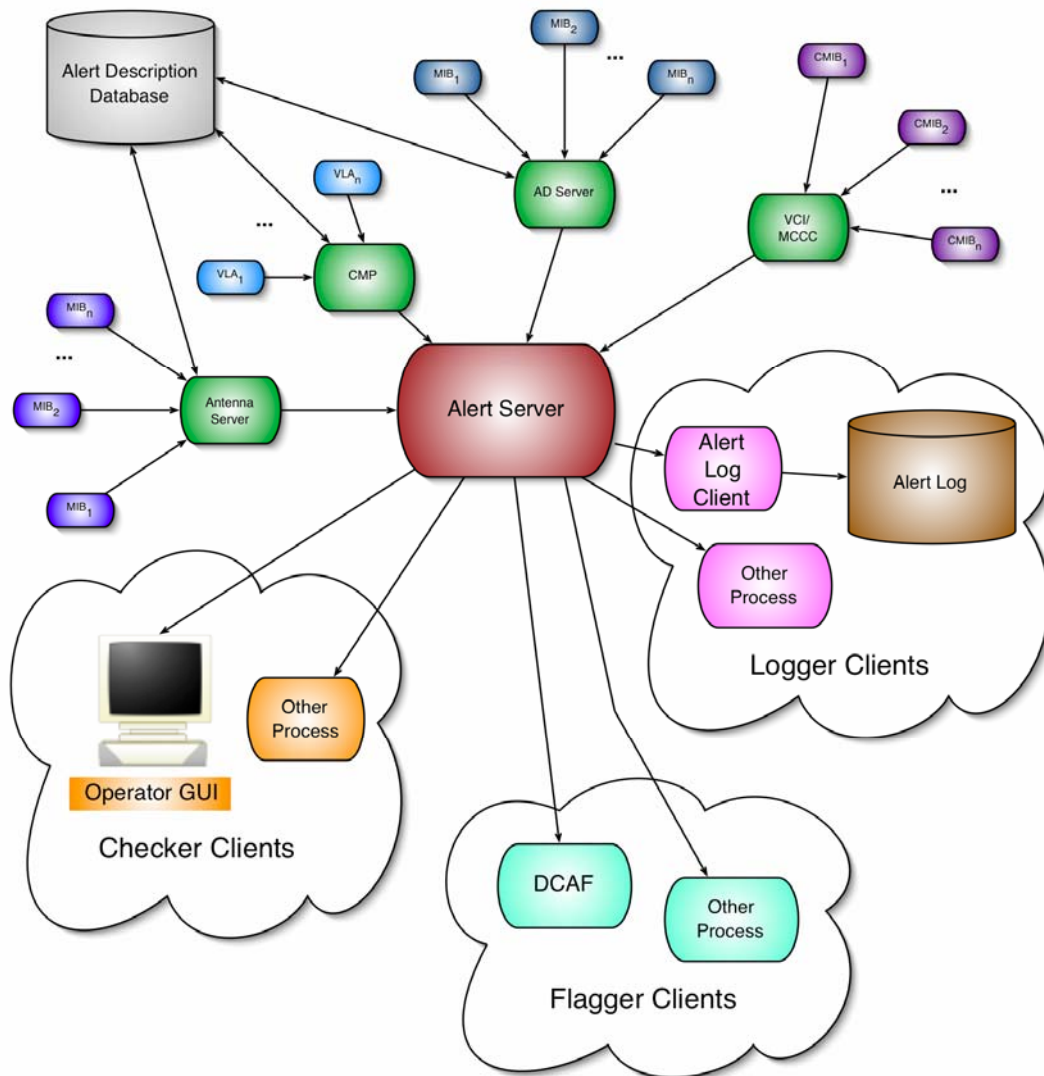 Alert Description
Database
MIB₁
MIB₂
...
MIBₙ
CMIB₁
CMIB₂
...
CMIBₙ
AD Server
VCI/
MCCC
VLAₙ
...
VLA₁
CMP
MIBₙ
...
MIB₂
MIB₁
Antenna
Server
Alert Server
Alert
Log
Client
Alert Log
Other
Process
Logger Clients
Operator GUI
Other
Process
Checker Clients
DCAF
Other
Process
Flagger Clients